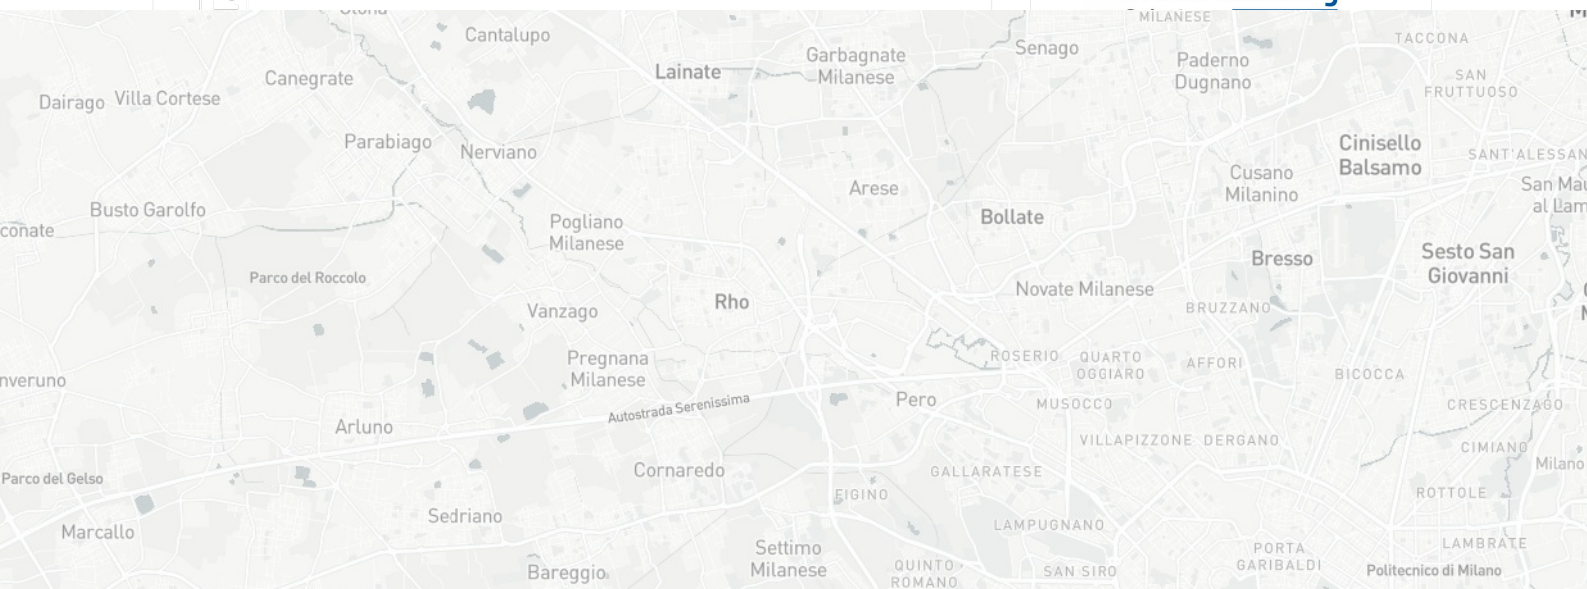 MILANESE
Cantalupo
Senago
TACCONA
Garbagnate
Milanese
Paderno
Dugnano
Lainate
Canegrate
SAN
FRUTTUOSO
Dairago
Villa Cortese
Parabiago
Nerviano
Cinisello
Balsamo
SANT'ALESSAN
Cusano
Milanino
Arese
San Mau
al Lam
Busto Garolfo
Bollate
Pogliano
Milanese
conate
Sesto San
Giovanni
Bresso
Parco del Roccolo
Novate Milanese
Rho
BRUZZANO
Vanzago
ROSERIO
QUARTO
OGGIARO
AFFORI
Pregnana
Milanese
BICOCCA
nveruno
Autostrada Serenissima
Pero
MUSOCCO
CRESCENZAGO
Arluno
VILLAPIZZONE
DERGANO
CIMIANO
Milano
Cornaredo
GALLARATESE
Parco del Gelso
FIGINO
ROTTOLE
Sedriano
Marcallo
LAMPUGNANO
LAMBRATE
Settimo
Milanese
PORTA
GARIBALDI
Bareggio
QUINTO
ROMANO
SAN SIRO
Politecnico di Milano